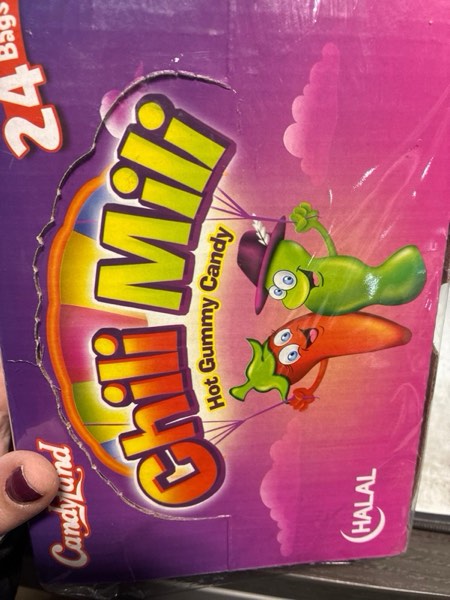 CandyLand
24 Bags
Chili Mili
Hot Gummy Candy
HALAL